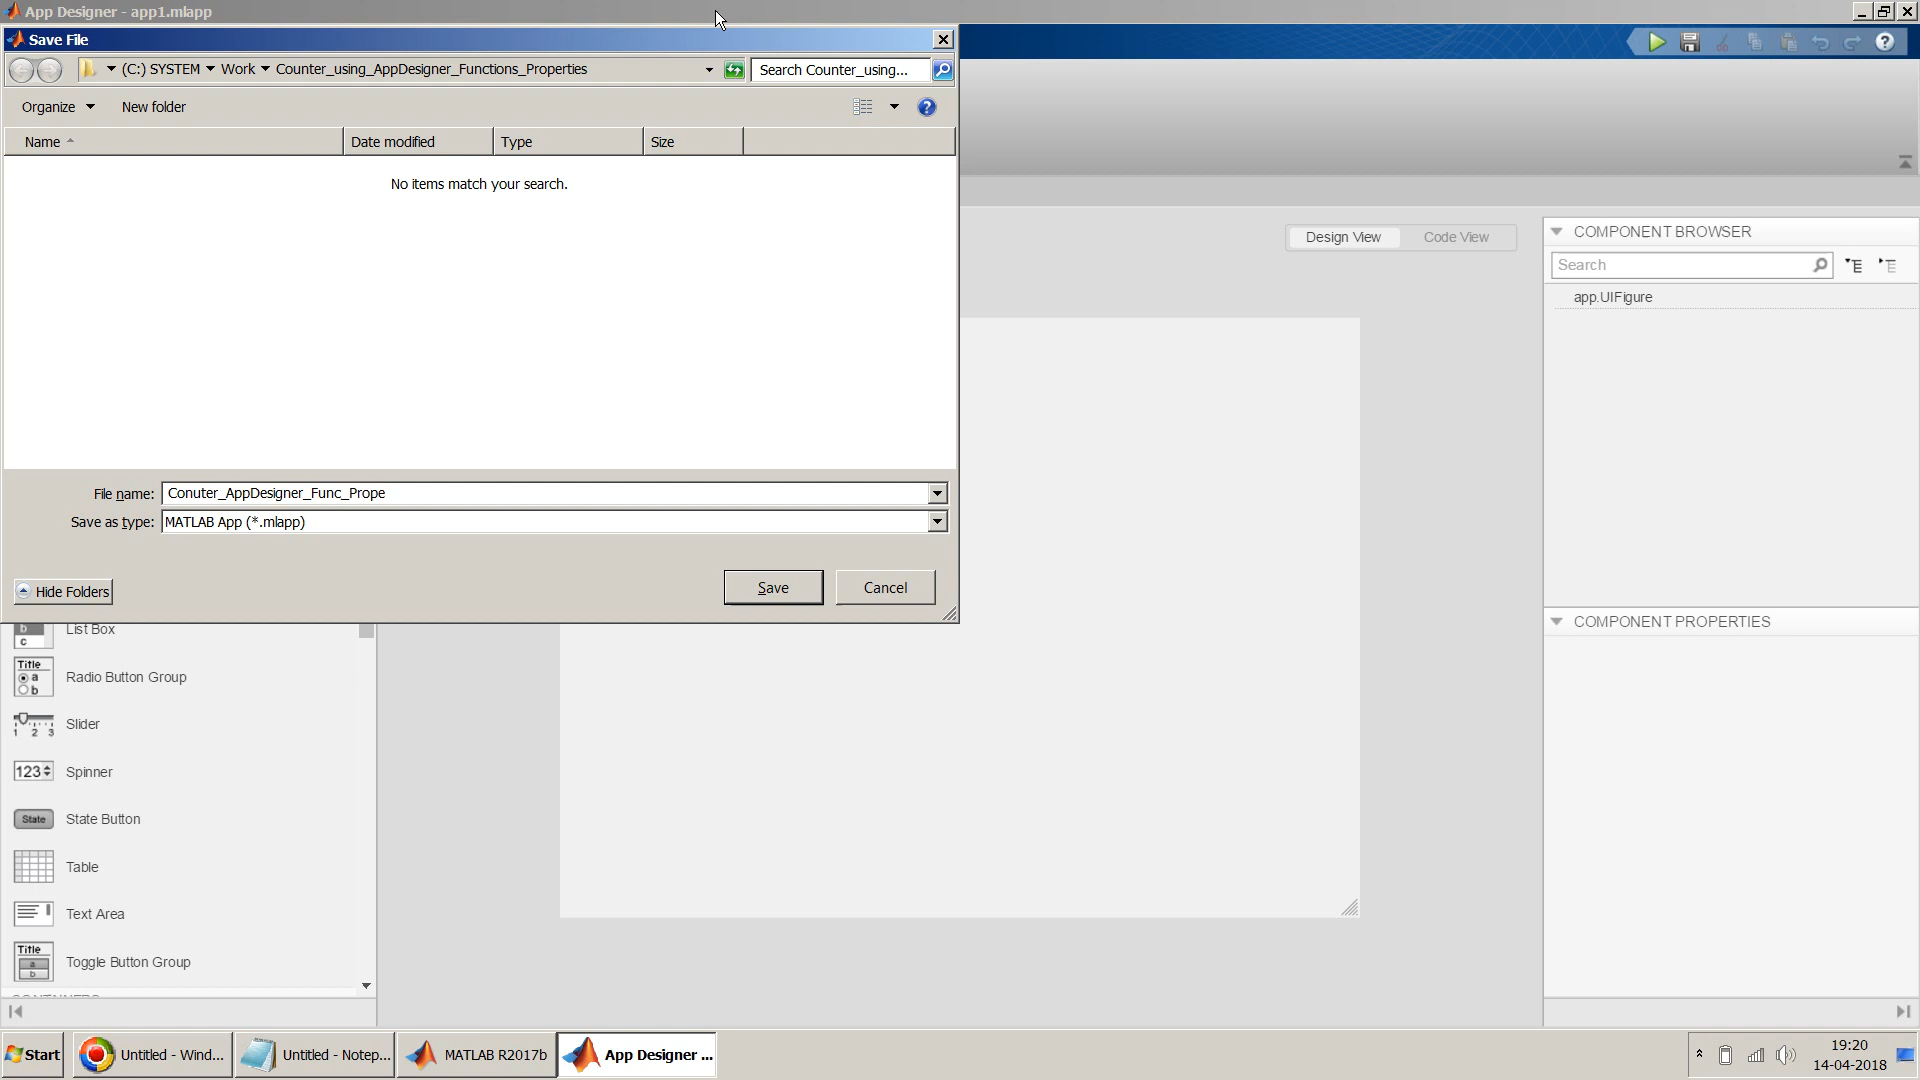 App Designer - app1.mlapp
Save File
(C:) SYSTEM Work Counter_using_AppDesigner_Functions_Properties
Search Counter_using...
Organize
New folder
Name
Date modified
Type
Size
No items match your search.
File name: Conuter_AppDesigner_Func_Prope
Save as type: MATLAB App (*.mlapp)
Hide Folders
Save
Cancel
Design View
Code View
COMPONENT BROWSER
Search
app.UIFigure
COMPONENT PROPERTIES
b
c
List Box
Title
a
b
Radio Button Group
1 2 3
Slider
123
Spinner
State
State Button
Table
Text Area
Title
a
b
Toggle Button Group
CONTAINERS
Start
Untitled - Wind...
Untitled - Notep...
MATLAB R2017b
App Designer ...
19:20
14-04-2018